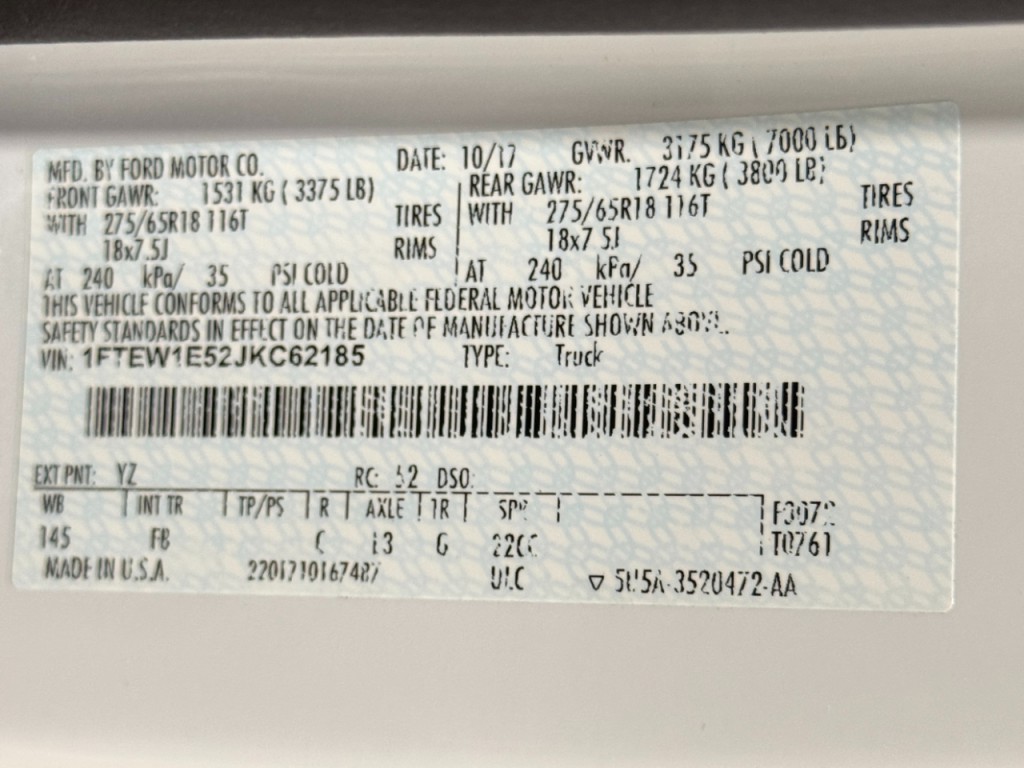 MFD. BY FORD MOTOR CO. DATE: 10/17 GVWR. 3175 KG ( 7000 LB)
FRONT GAWR: 1531 KG ( 3375 LB) REAR GAWR: 1724 KG ( 3800 LB)
WITH 275/65R18 116T TIRES WITH 275/65R18 116T TIRES
18x7.5J RIMS 18x7.5J RIMS
AT 240 kPa/ 35 PSI COLD AT 240 kPa/ 35 PSI COLD
THIS VEHICLE CONFORMS TO ALL APPLICABLE FEDERAL MOTOR VEHICLE
SAFETY STANDARDS IN EFFECT ON THE DATE OF MANUFACTURE SHOWN ABOVE.
VIN: 1FTEW1E52JKC62185 TYPE: Truck
EXT PNT: YZ RC: 52 DSO:
WB INT TR TP/PS R AXLE TR SPR
145 FB C 13 G T0761
MADE IN U.S.A. 2201710167487 ULC ▽ 5U5A-3520472-AA